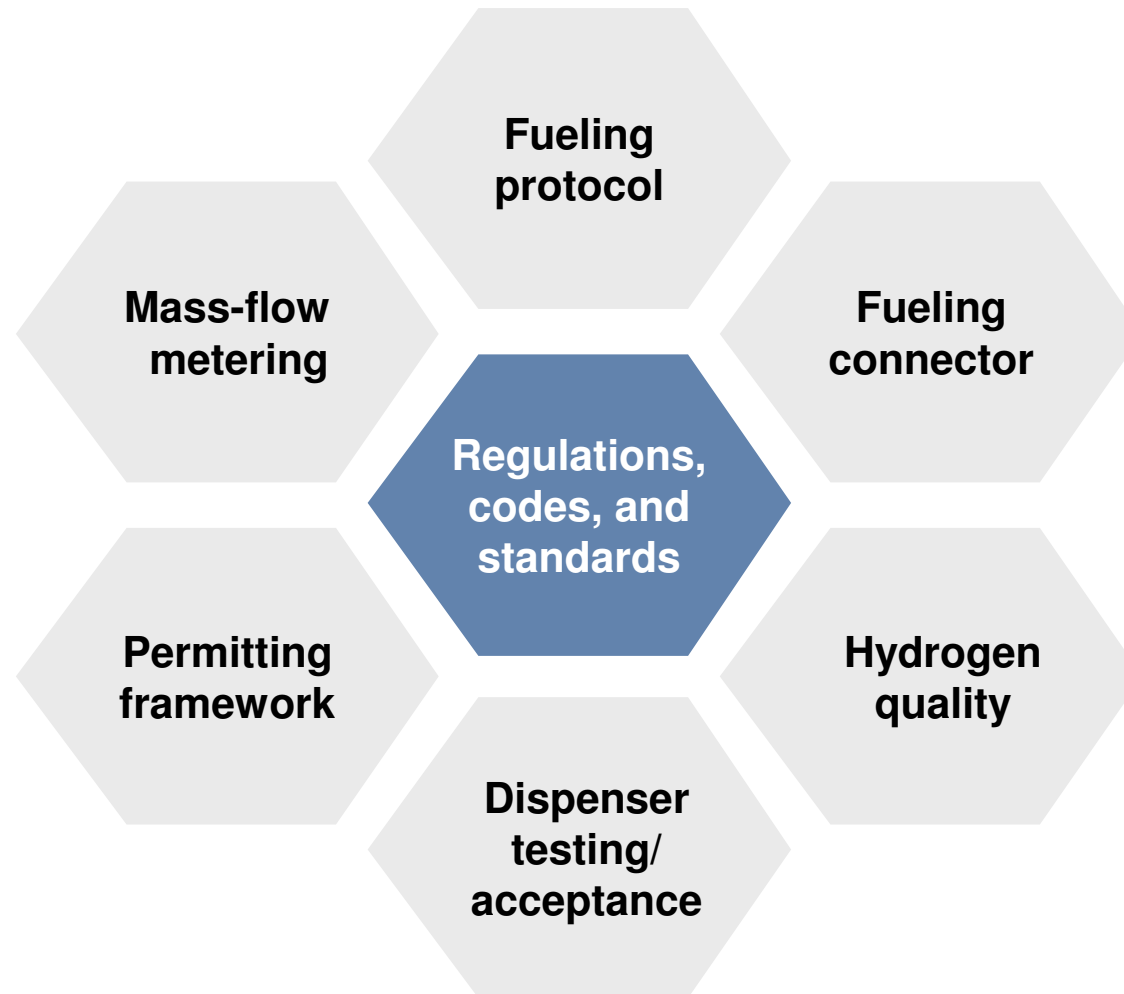 Fueling
protocol
Mass-flow
metering
Fueling
connector
Regulations,
codes, and
standards
Permitting
framework
Hydrogen
quality
Dispenser
testing/
acceptance